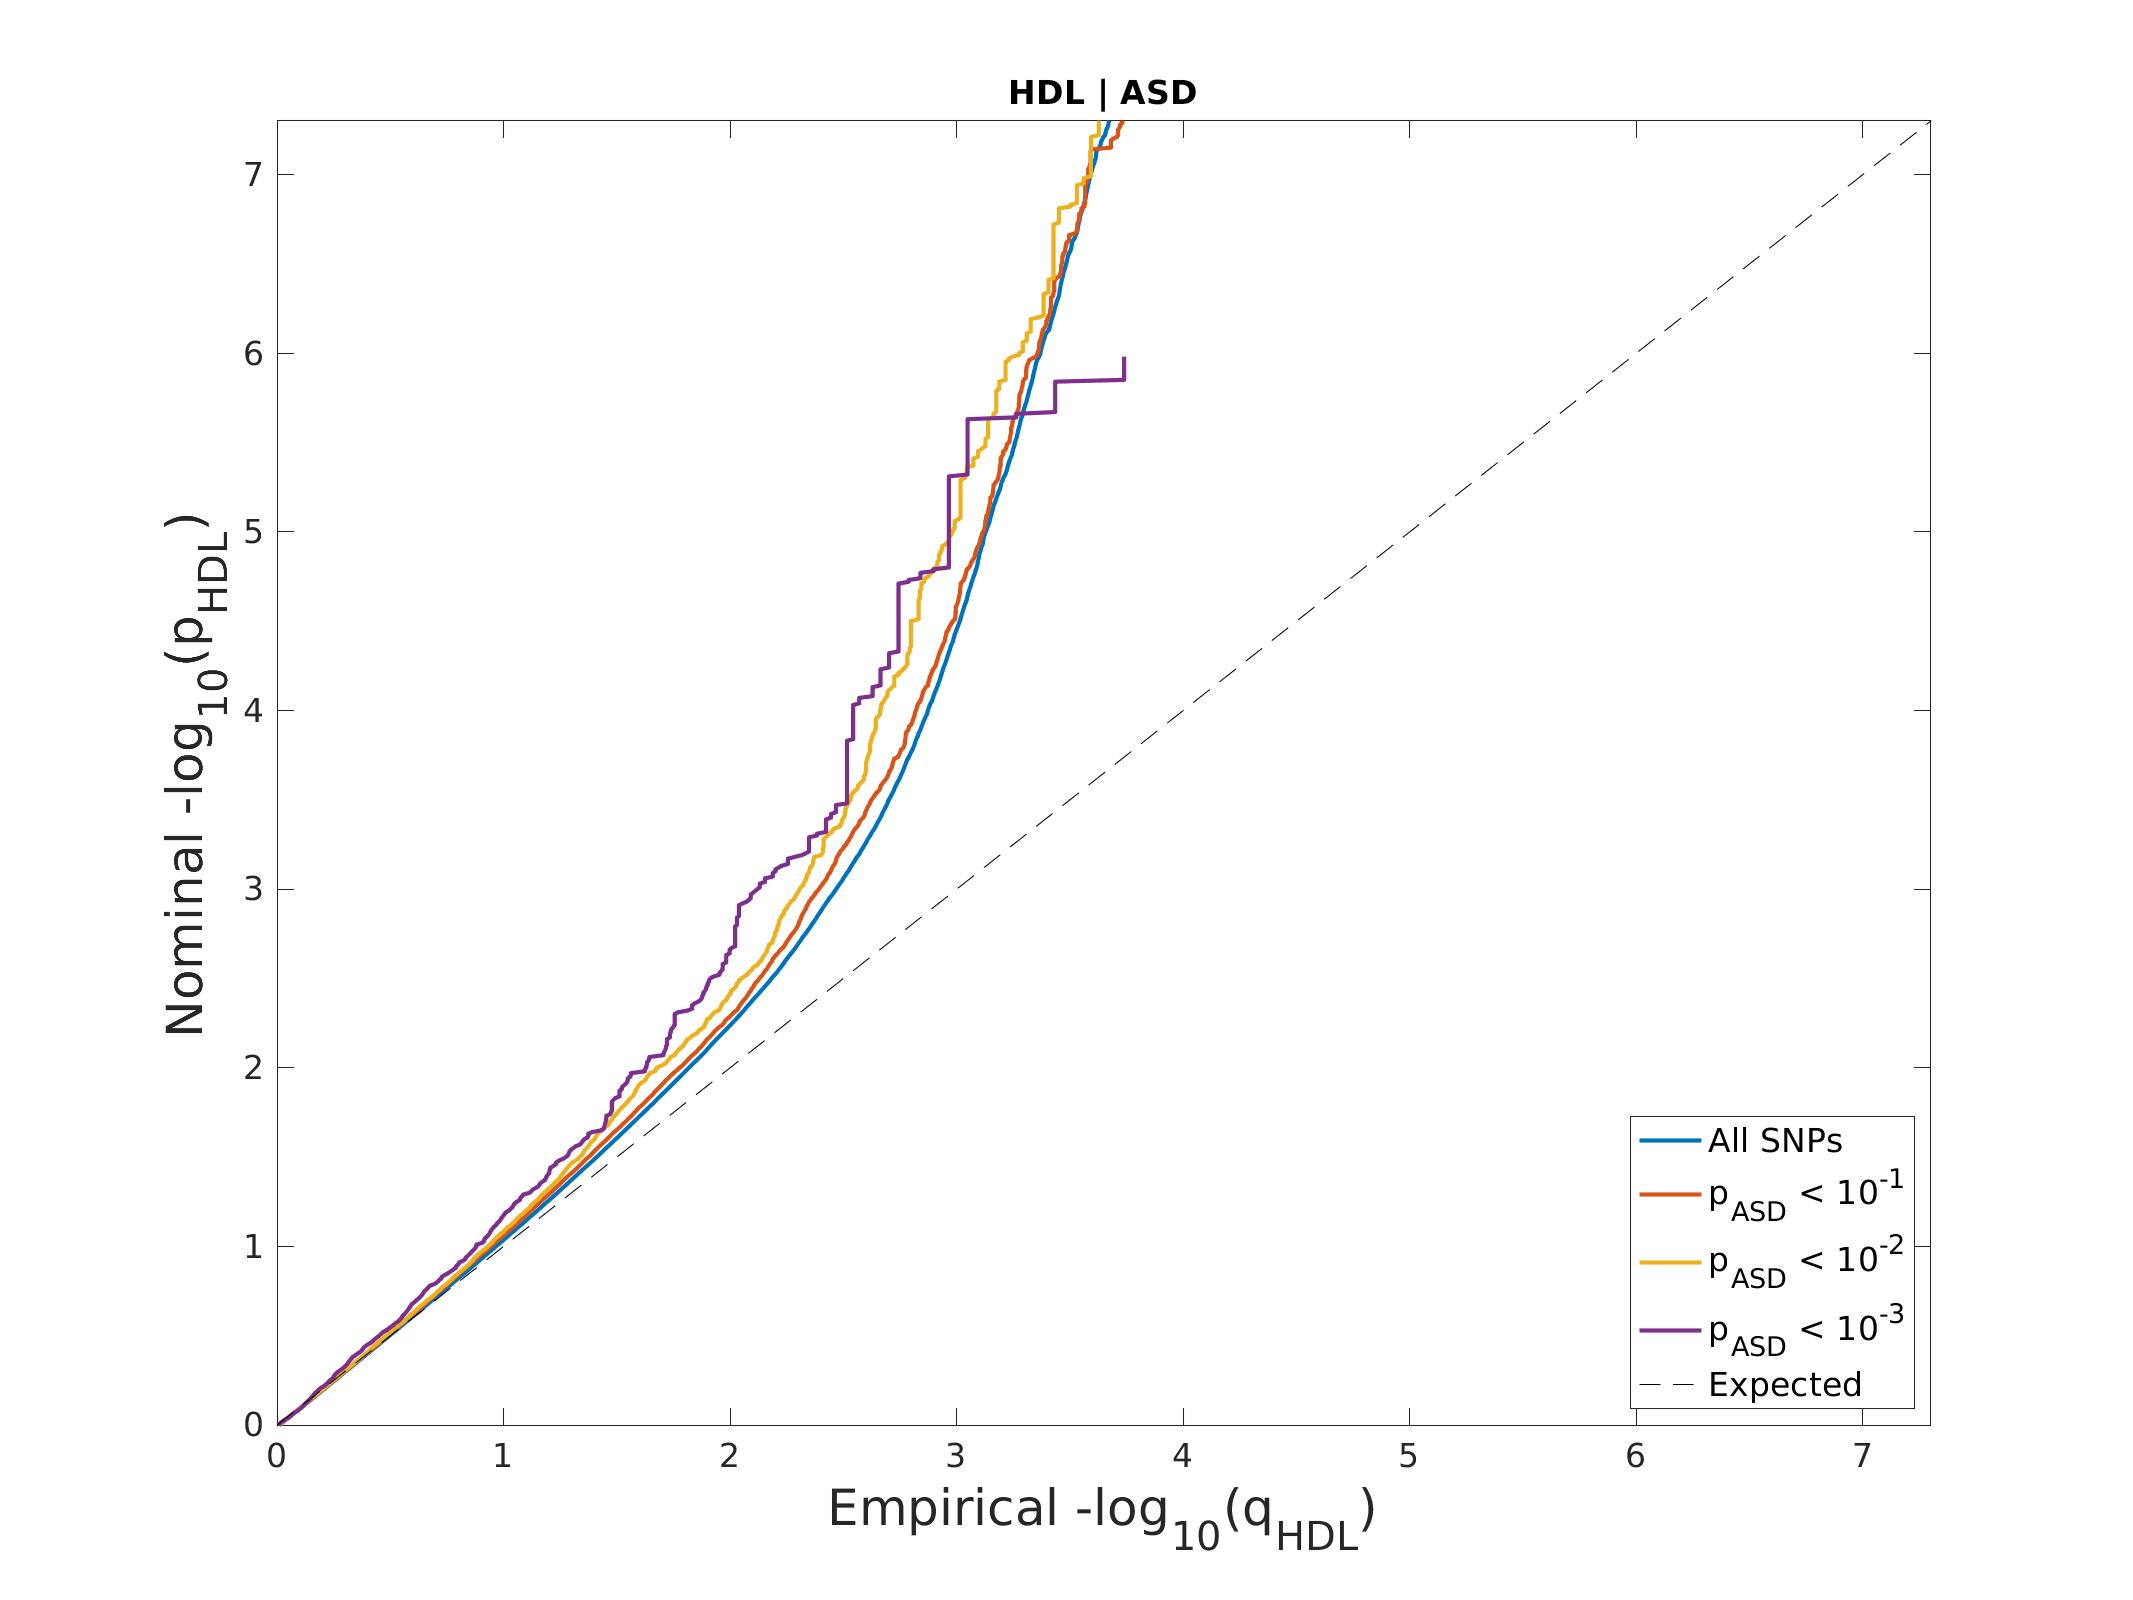 HDL | ASD
Nominal -log10(pHDL)
7
6
5
4
3
2
1
0
0 1 2 3 4 5 6 7
Empirical -log10(qHDL)
All SNPs
pASD < 10-1
pASD < 10-2
pASD < 10-3
Expected